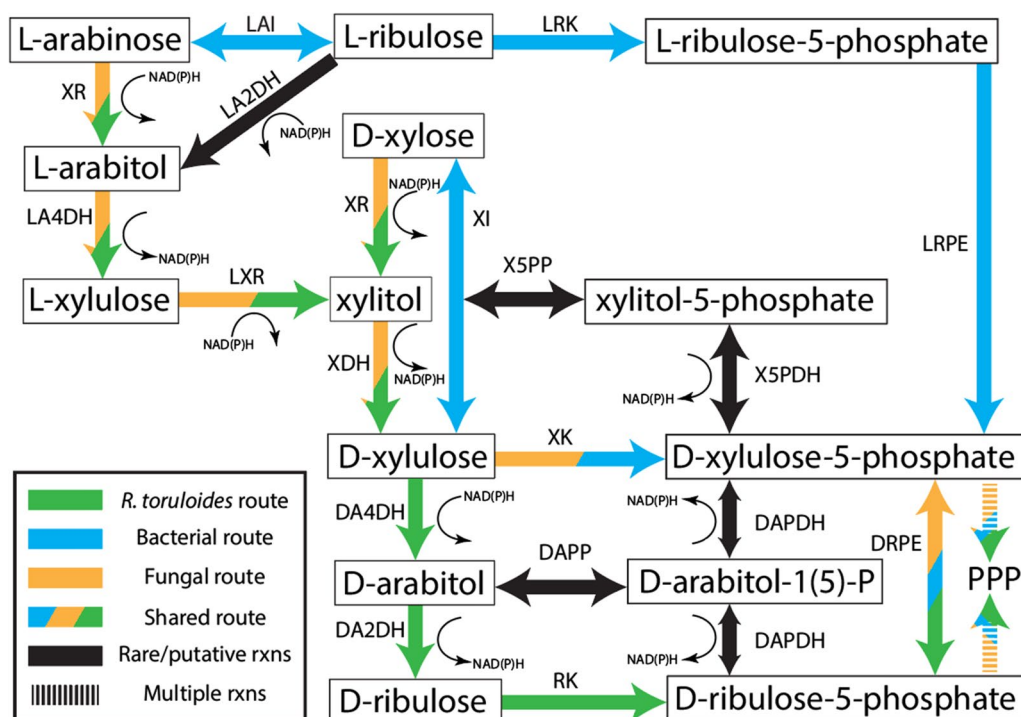 L-arabinose
LAI
L-ribulose
LRK
L-ribulose-5-phosphate
XR
NAD(P)H
LA2DH
NAD(P)H
D-xylose
L-arabitol
LA4DH
NAD(P)H
XR
NAD(P)H
XI
LRPE
L-xylulose
LXR
NAD(P)H
xylitol
X5PP
xylitol-5-phosphate
XDH
NAD(P)H
NAD(P)H
X5PDH
D-xylulose
XK
D-xylulose-5-phosphate
DA4DH
NAD(P)H
NAD(P)H
DAPDH
DRPE
D-arabitol
DAPP
D-arabitol-1(5)-P
PPP
DA2DH
NAD(P)H
NAD(P)H
DAPDH
D-ribulose
RK
D-ribulose-5-phosphate
R. toruloides route
Bacterial route
Fungal route
Shared route
Rare/putative rxns
Multiple rxns